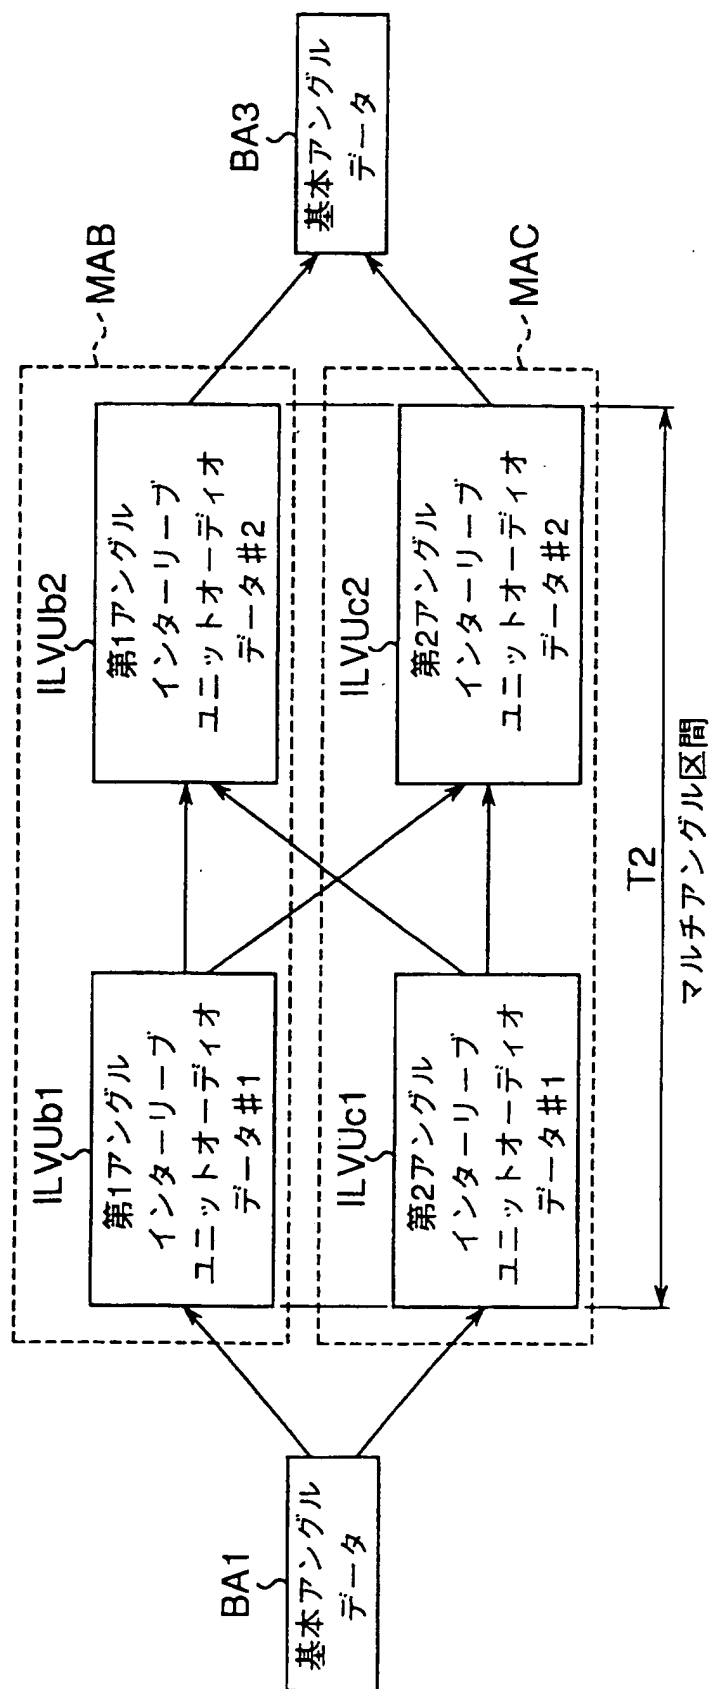 BA1
基本アングル
データ
MAB
ILVUb1
第1アングル
インターリーブ
ユニットオーディオ
データ#1
ILVUb2
第1アングル
インターリーブ
ユニットオーディオ
データ#2
MAC
ILVUc1
第2アングル
インターリーブ
ユニットオーディオ
データ#1
ILVUc2
第2アングル
インターリーブ
ユニットオーディオ
データ#2
BA3
基本アングル
データ
T2
マルチアングル区間